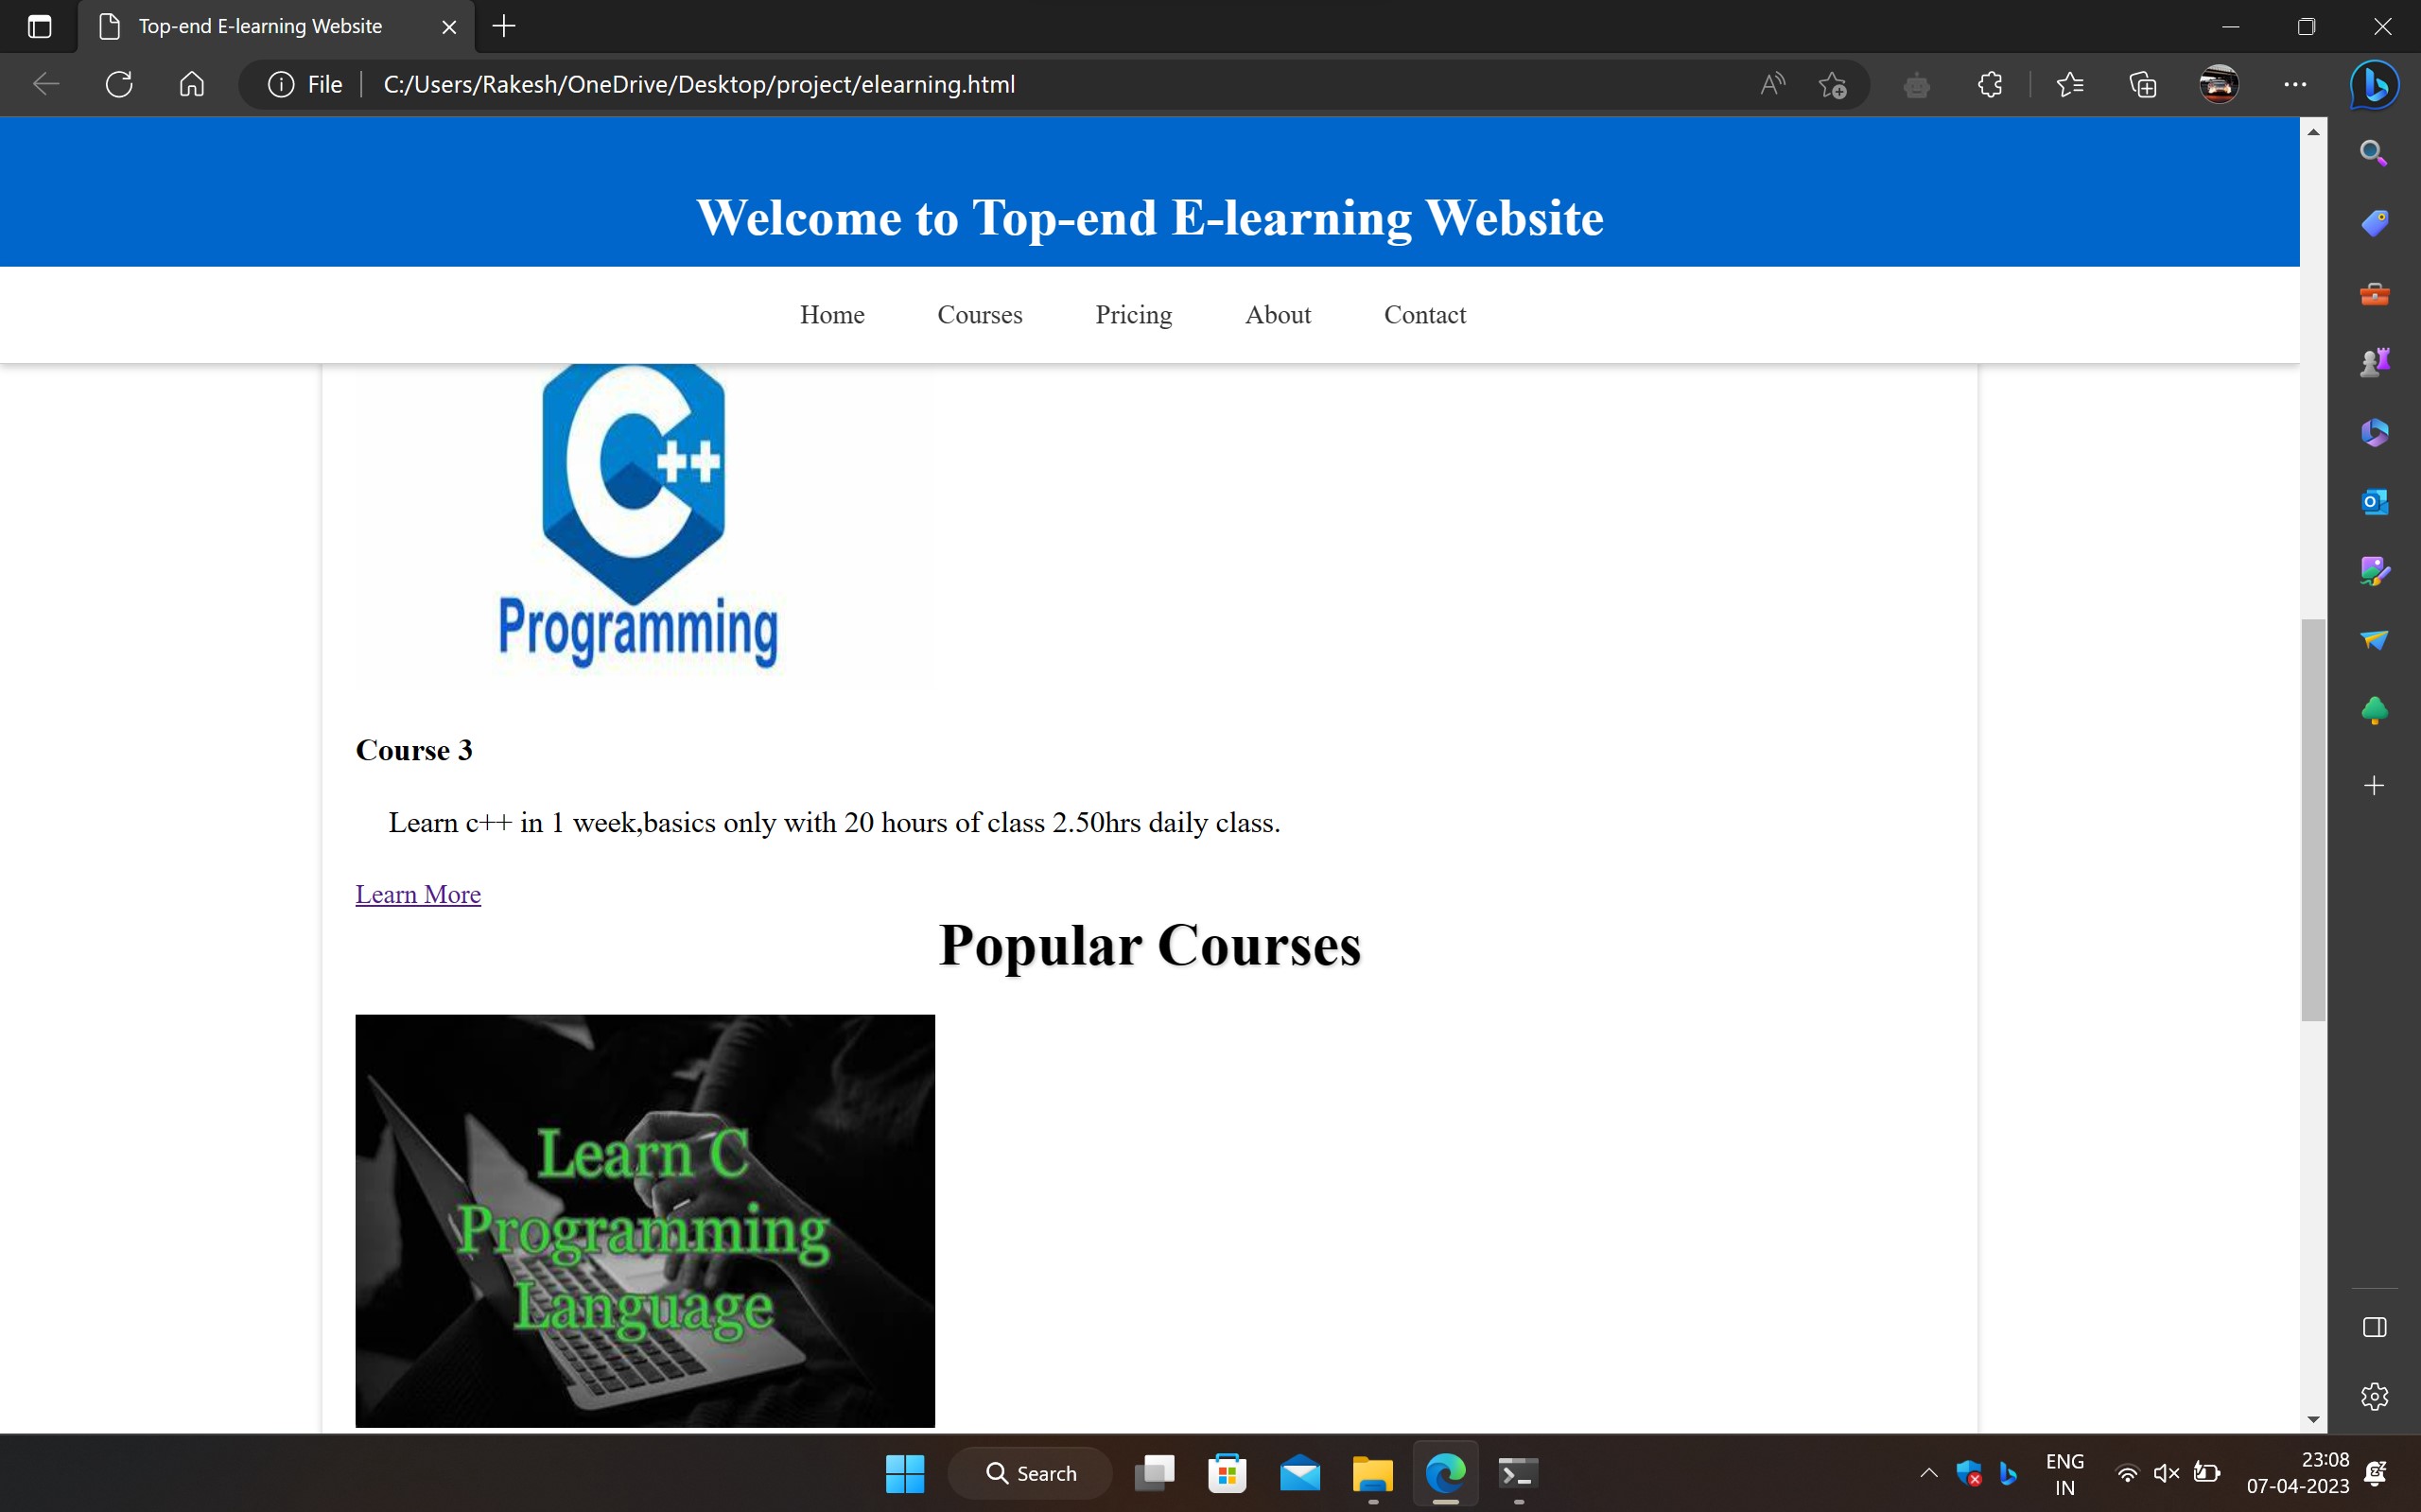 Top-end E-learning Website
File
C:/Users/Rakesh/OneDrive/Desktop/project/elearning.html
Welcome to Top-end E-learning Website
Home Courses Pricing About Contact
C++
Programming
Course 3
Learn c++ in 1 week,basics only with 20 hours of class 2.50hrs daily class.
Learn More
Popular Courses
Learn C
Programming
Language
Search
ENG
IN
23:08
07-04-2023